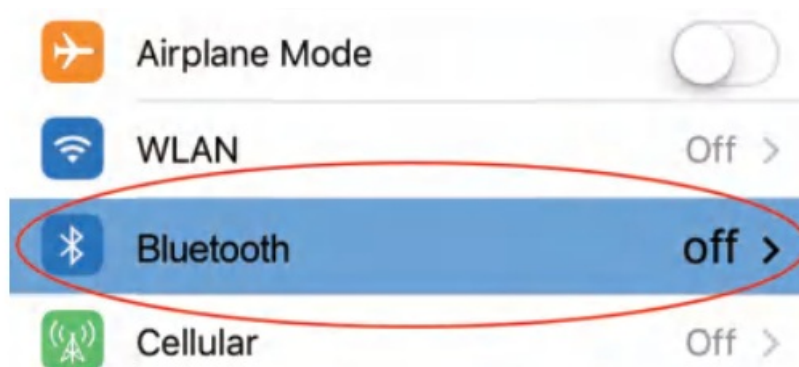 Airplane Mode
WLAN Off >
Bluetooth off >
Cellular Off >